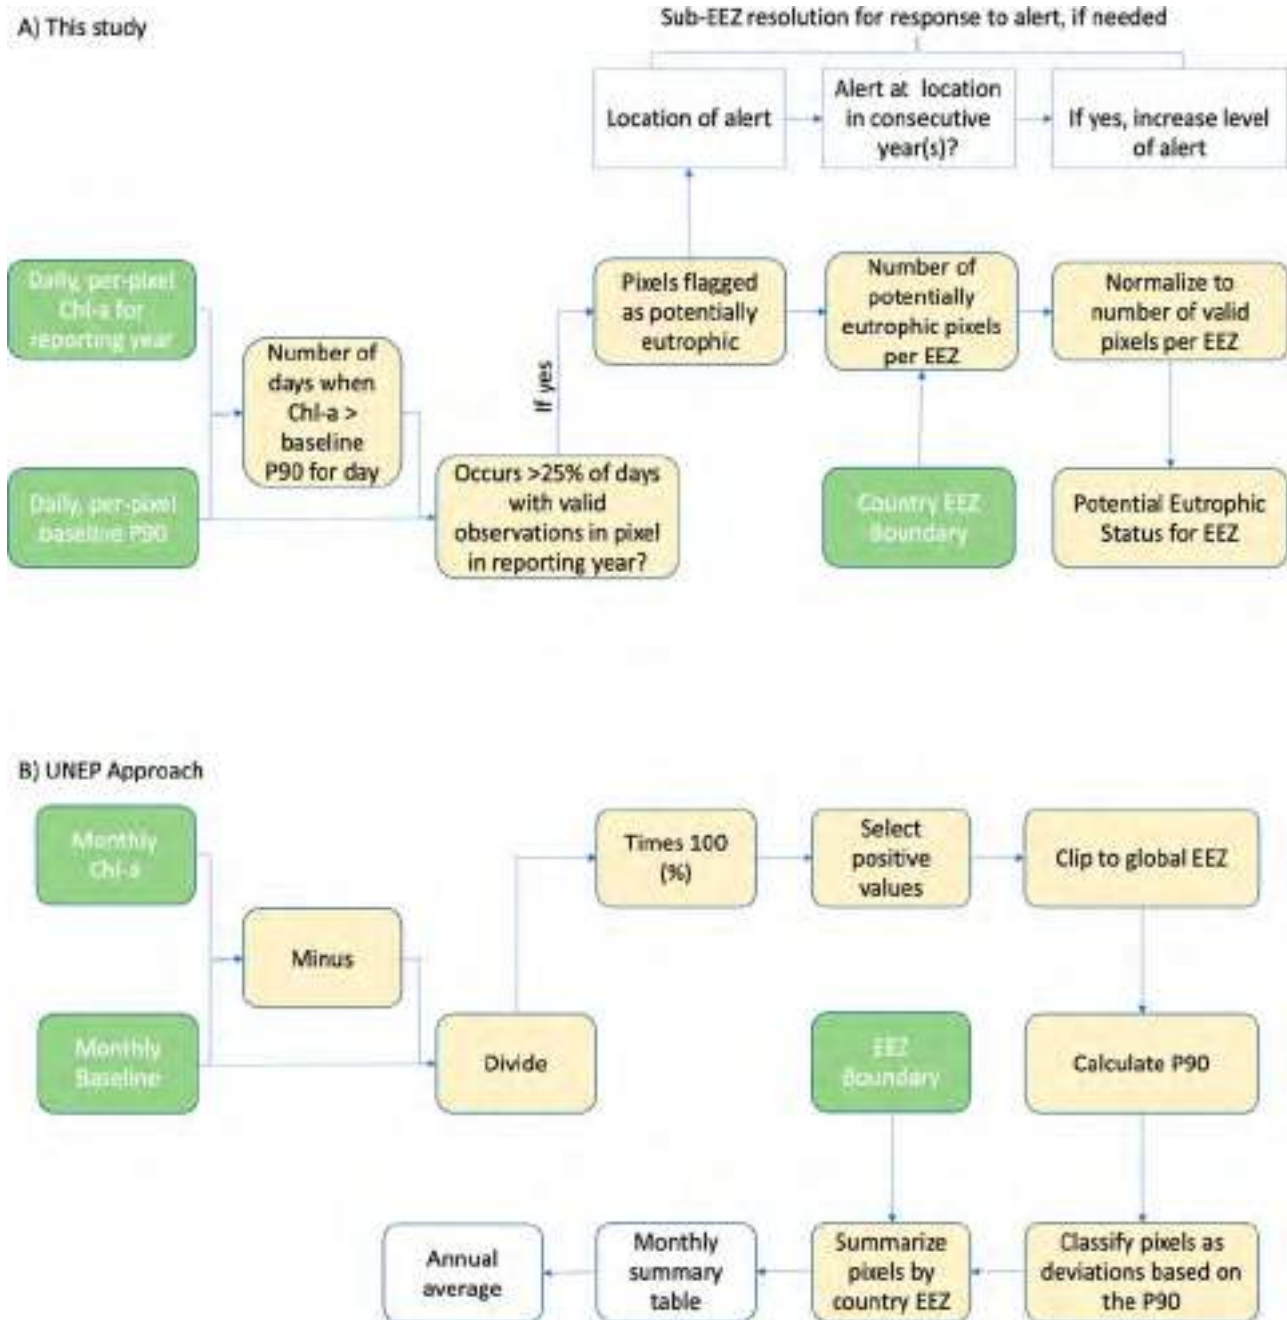 A) This study
Sub-EEZ resolution for response to alert, if needed
Location of alert
Alert at location
in consecutive
year(s)?
If yes, increase level
of alert
Daily, per-pixel
Chl-a for
reporting year
Number of
days when
Chl-a >
baseline
P90 for day
Daily, per-pixel
baseline P90
Occurs >25% of days
with valid
observations in pixel
in reporting year?
If yes
Pixels flagged
as potentially
eutrophic
Number of
potentially
eutrophic pixels
per EEZ
Normalize to
number of valid
pixels per EEZ
Country EEZ
Boundary
Potential Eutrophic
Status for EEZ
B) UNEP Approach
Monthly
Chl-a
Minus
Monthly
Baseline
Divide
Times 100
(%)
Select
positive
values
Clip to global EEZ
EEZ
Boundary
Calculate P90
Annual
average
Monthly
summary
table
Summarize
pixels by
country EEZ
Classify pixels as
deviations based on
the P90